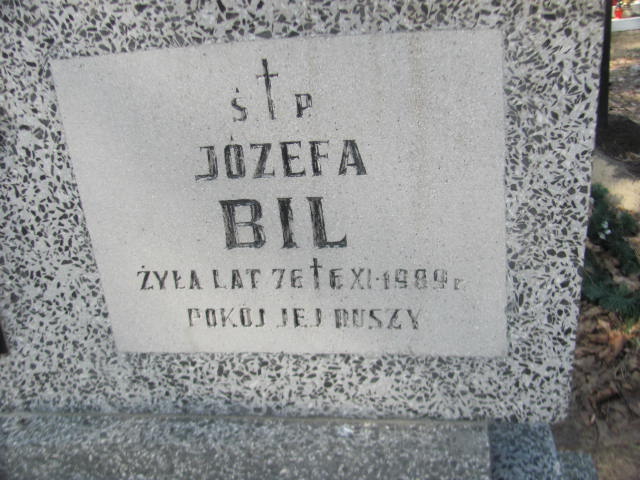 Ś † P
JÓZEFA
BIL
ŻYŁA LAT 76 † 6 XI·1989 r.
POKÓJ JEJ DUSZY